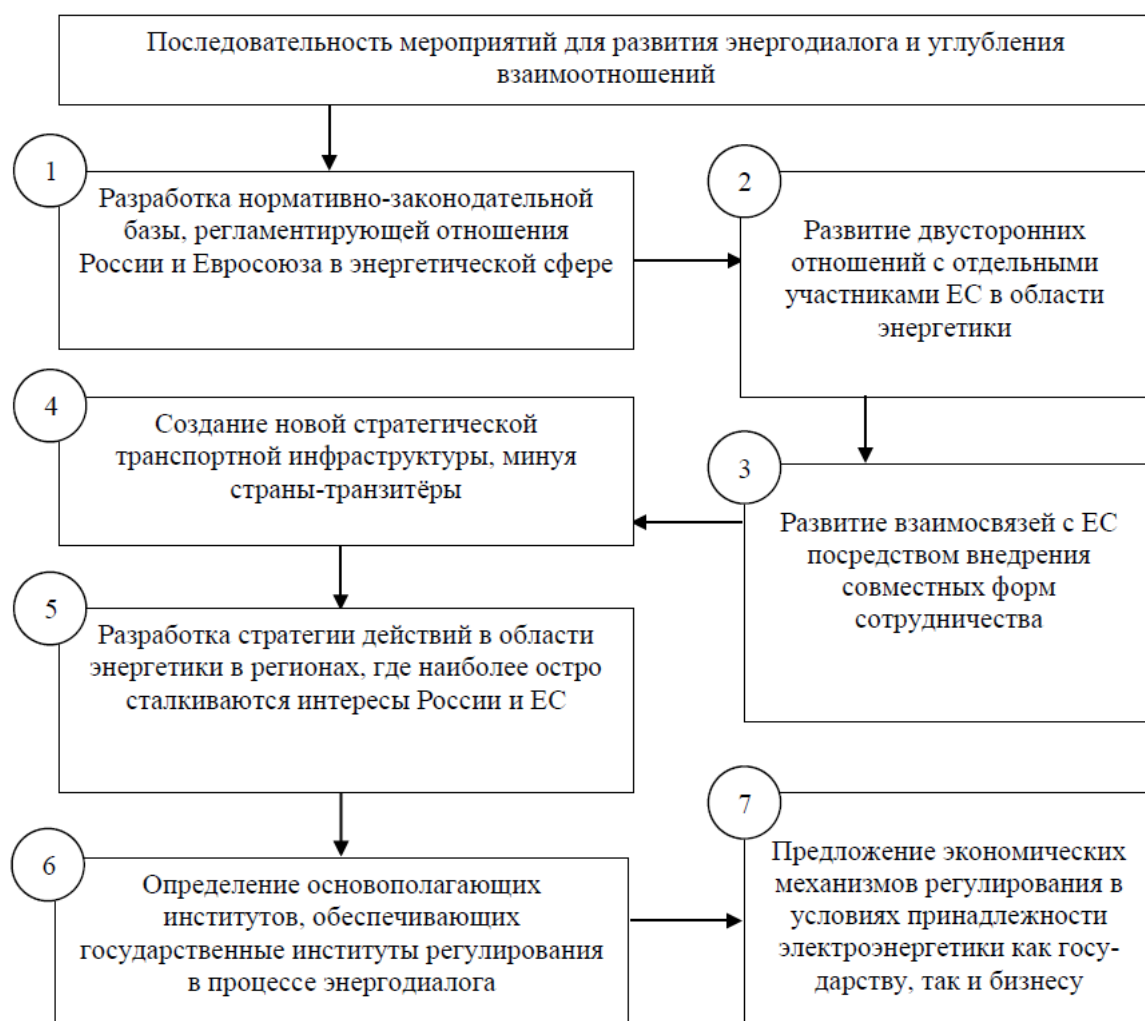 Последовательность мероприятий для развития энергодиалога и углубления
взаимоотношений
1
Разработка нормативно-законодательной
базы, регламентирующей отношения
России и Евросоюза в энергетической сфере
2
Развитие двусторонних
отношений с отдельными
участниками ЕС в области
энергетики
3
Развитие взаимосвязей с ЕС
посредством внедрения
совместных форм
сотрудничества
4
Создание новой стратегической
транспортной инфраструктуры, минуя
страны-транзитёры
5
Разработка стратегии действий в области
энергетики в регионах, где наиболее остро
сталкиваются интересы России и ЕС
6
Определение основополагающих
институтов, обеспечивающих
государственные институты регулирования
в процессе энергодиалога
7
Предложение экономических
механизмов регулирования в
условиях принадлежности
электроэнергетики как госу-
дарству, так и бизнесу